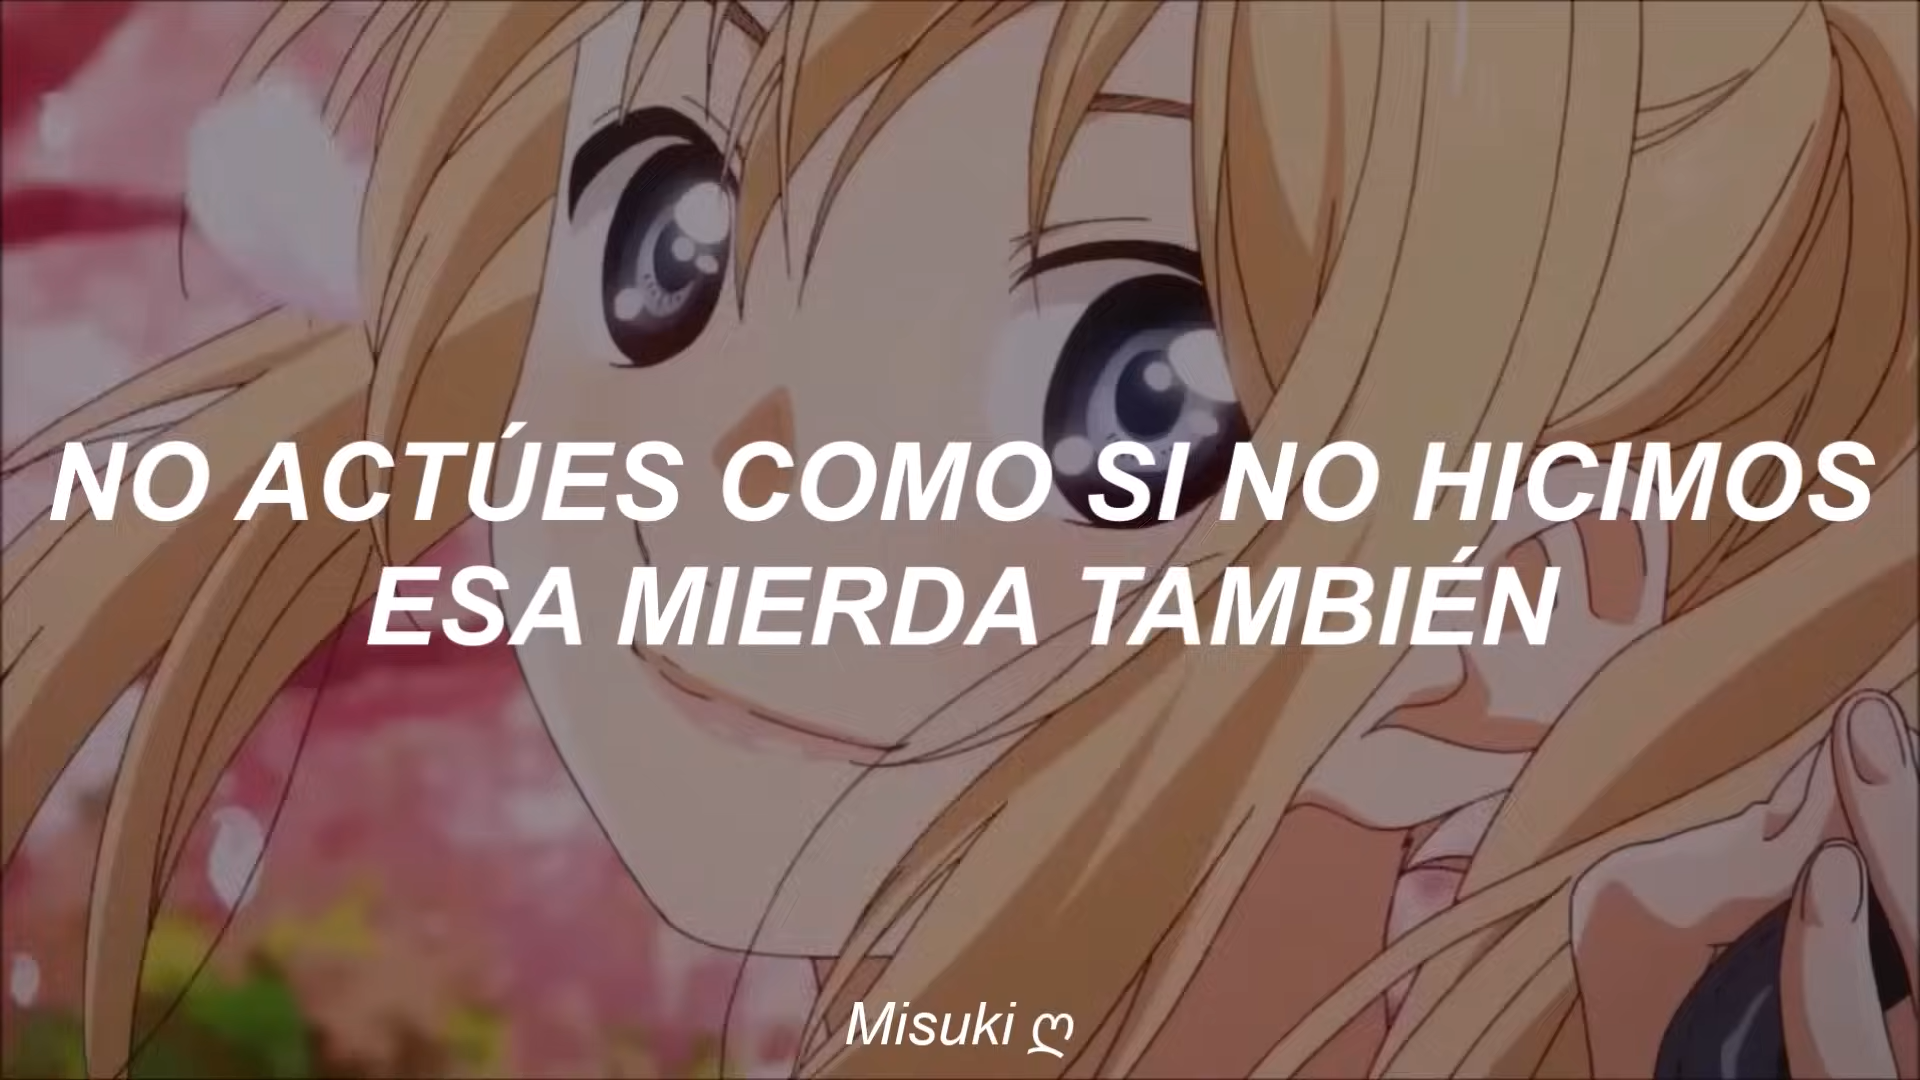 NO ACTÚES COMO SI NO HICIMOS
ESA MIERDA TAMBIÉN
Misuki ღ